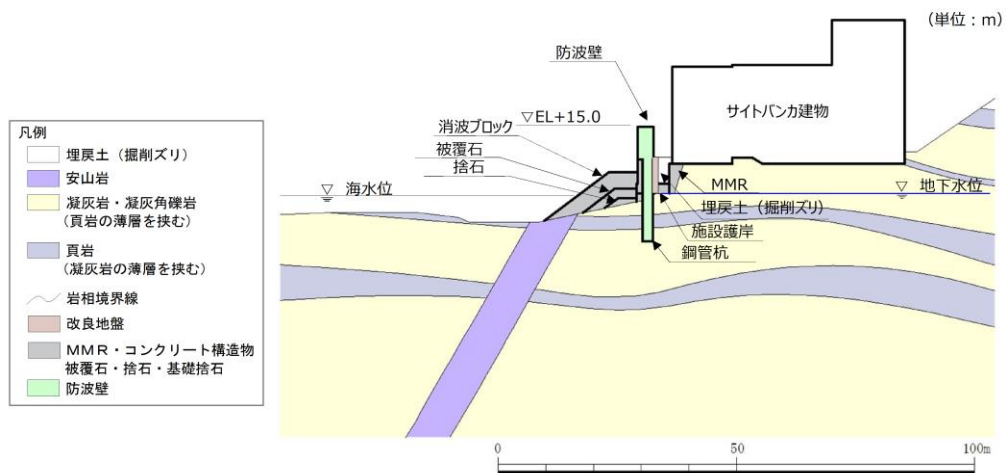 (単位:m)
防波壁
サイトバンカ建物
▽EL+15.0
消波ブロック
被覆石
捨石
海水位
MMR
地下水位
埋戻土(掘削ズリ)
施設護岸
鋼管杭
凡例
埋戻土(掘削ズリ)
安山岩
凝灰岩・凝灰角礫岩
(頁岩の薄層を挟む)
頁岩
(凝灰岩の薄層を挟む)
岩相境界線
改良地盤
MMR・コンクリート構造物
被覆石・捨石・基礎捨石
防波壁
0 50 100m